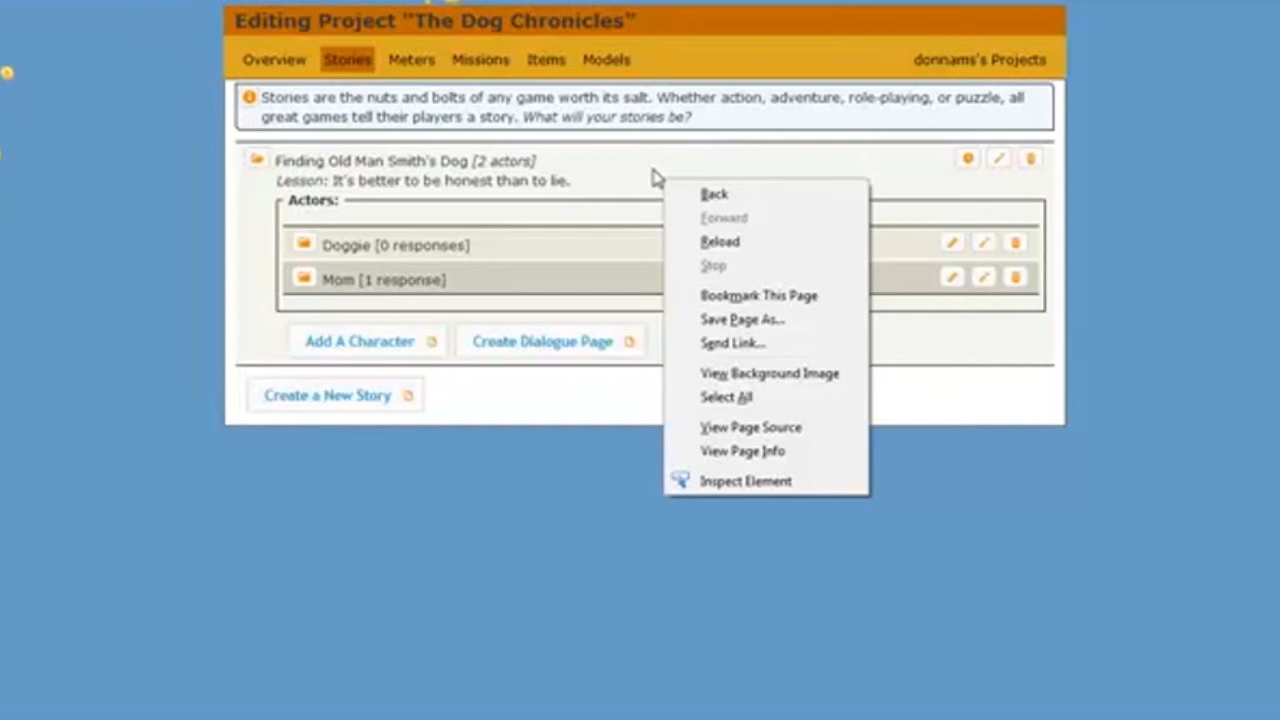 Editing Project "The Dog Chronicles"
Overview Stories Meters Missions Items Models donnams's Projects
Stories are the nuts and bolts of any game worth its salt. Whether action, adventure, role-playing, or puzzle, all
great games tell their players a story. What will your stories be?
Finding Old Man Smith's Dog [2 actors]
Lesson: It's better to be honest than to lie.
Actors:
Doggie [0 responses]
Mom [1 response]
Add A Character
Create Dialogue Page
Create a New Story
Back
Forward
Reload
Stop
Bookmark This Page
Save Page As...
Send Link...
View Background Image
Select All
View Page Source
View Page Info
Inspect Element